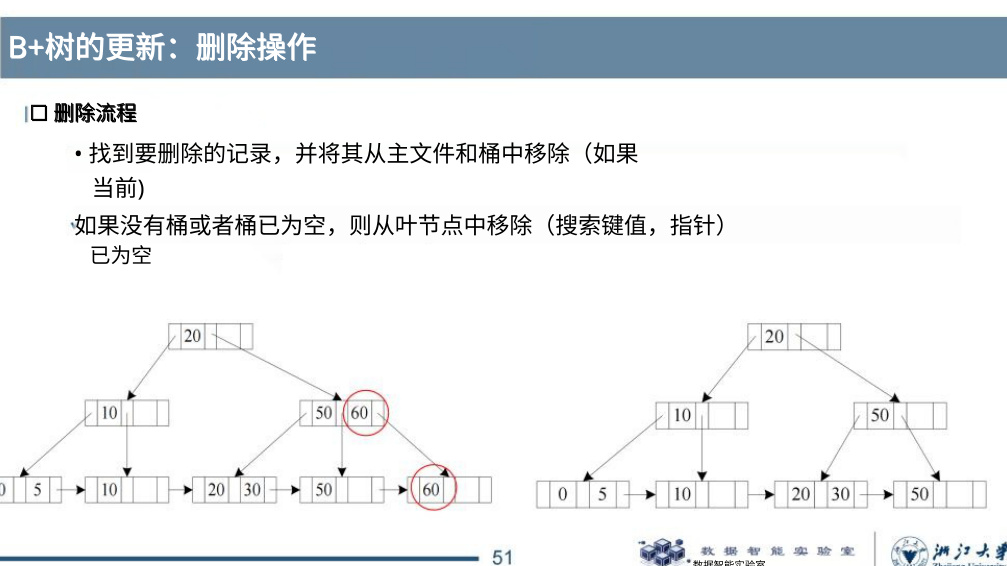 B+树的更新：删除操作
删除流程
• 找到要删除的记录，并将其从主文件和桶中移除（如果
当前)
如果没有桶或者桶已为空，则从叶节点中移除（搜索键值，指针）
已为空
20
20
10
50 60
10
50
0 5
10
20 30
50
60
0 5
10
20 30
50
51
数据智能实验室
数据智能实验室
浙江大学
Zhejiang University